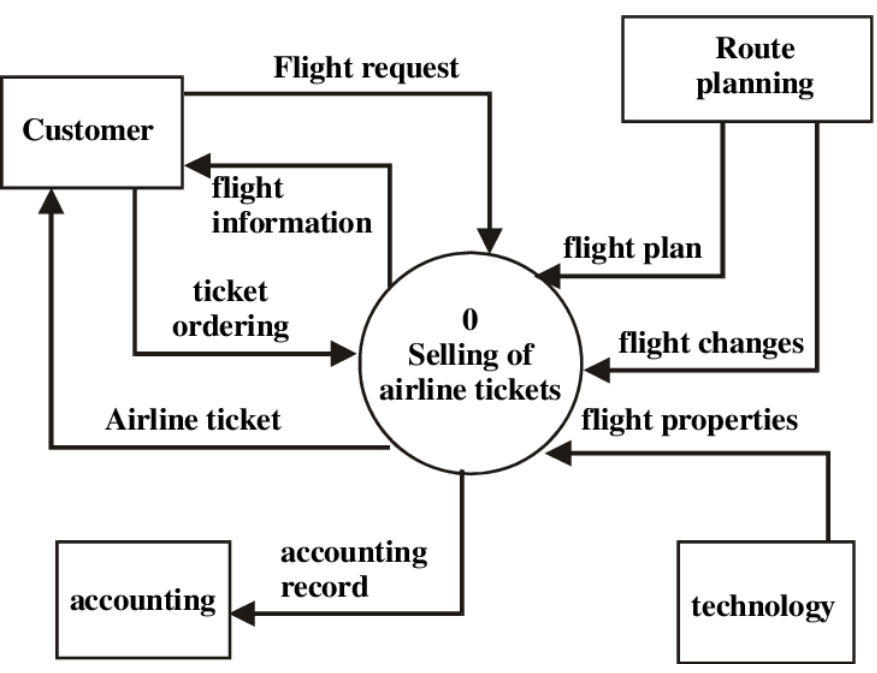 Flight request
Route
planning
Customer
flight
information
flight plan
ticket
ordering
0
Selling of
airline tickets
flight changes
Airline ticket
flight properties
accounting
record
accounting
technology